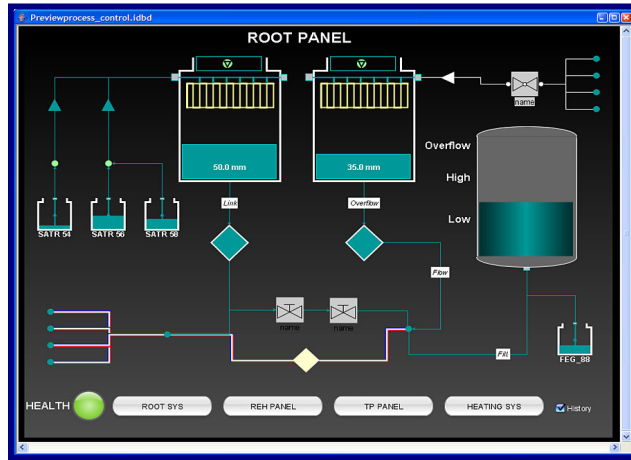 Previewprocess_control.idbd
ROOT PANEL
name
Overflow
High
Low
50.0 mm
35.0 mm
Link
Overflow
SATR 54
SATR 56
SATR 58
Flow
name
name
Fill
FEG_88
HEALTH
ROOT SYS
REH PANEL
TP PANEL
HEATING SYS
History